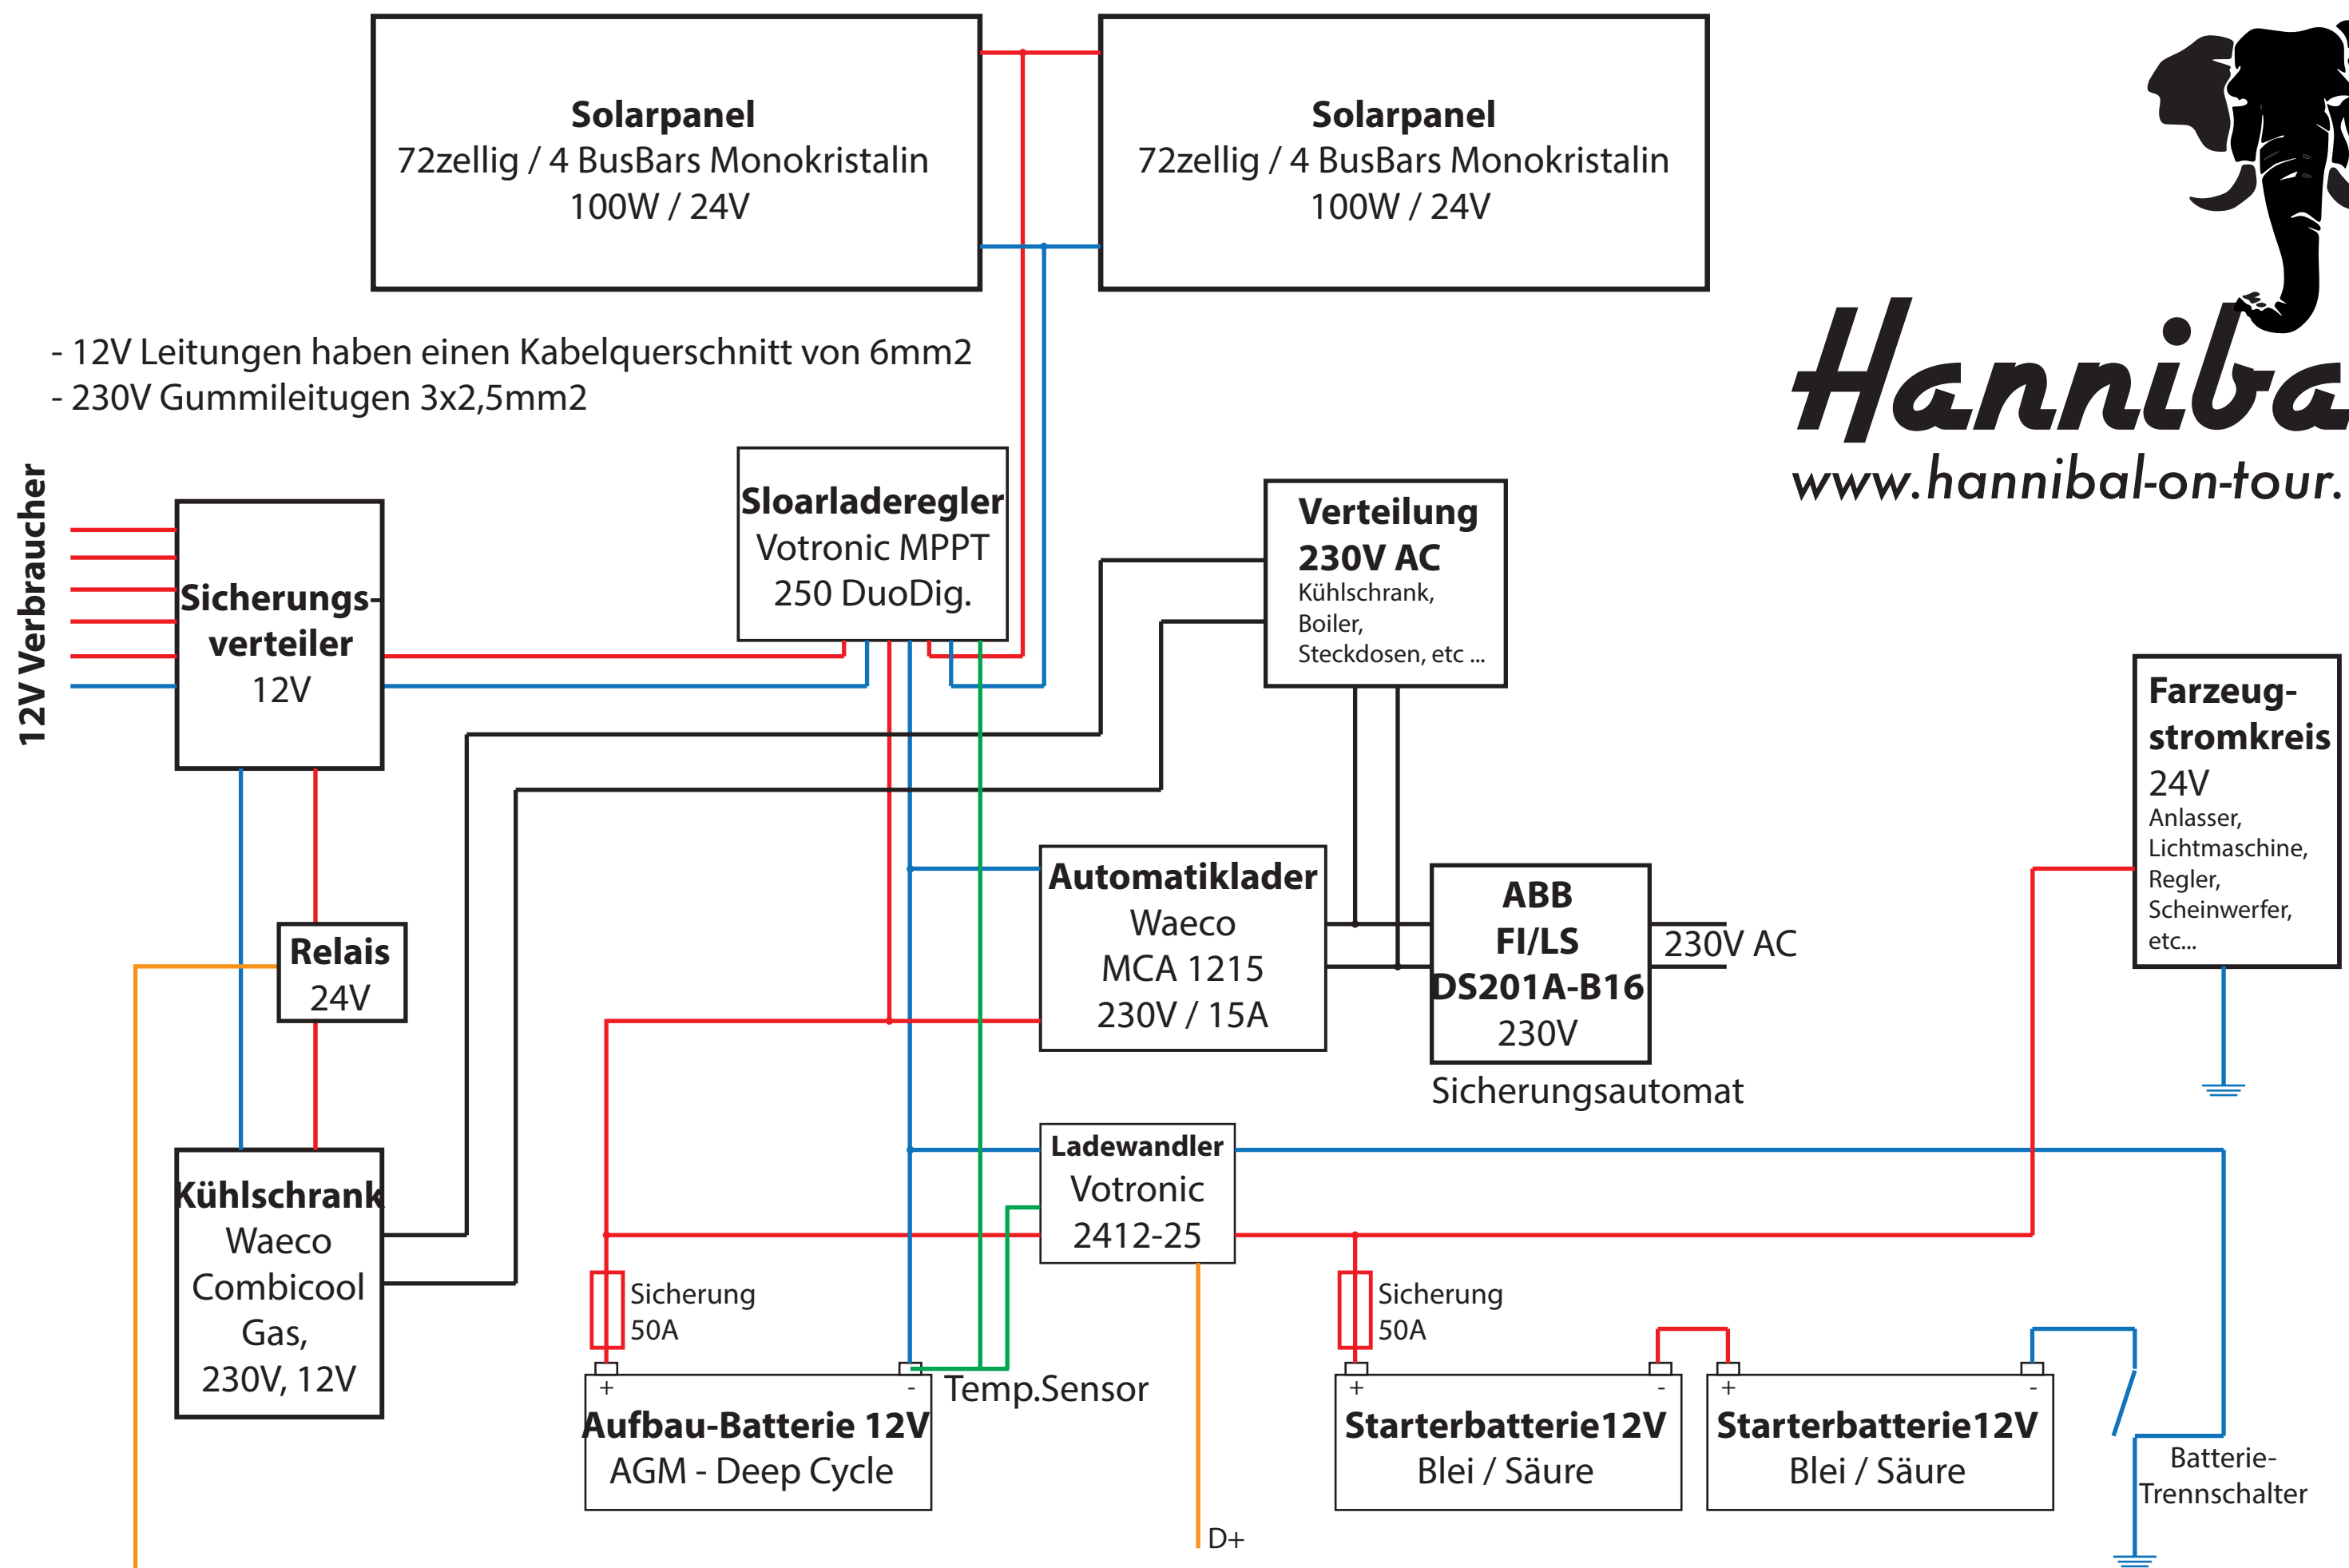 Solarpanel
72zellig / 4 BusBars Monokristalin
100W / 24V
Solarpanel
72zellig / 4 BusBars Monokristalin
100W / 24V
- 12V Leitungen haben einen Kabelquerschnitt von 6mm2
- 230V Gummileitugen 3x2,5mm2
Hanniba
www.hannibal-on-tour.
12V Verbraucher
Sicherungs-
verteiler
12V
Sloarladeregler
Votronic MPPT
250 DuoDig.
Verteilung
230V AC
Kühlschrank,
Boiler,
Steckdosen, etc ...
Farzeug-
stromkreis
24V
Anlasser,
Lichtmaschine,
Regler,
Scheinwerfer,
etc...
Relais
24V
Automatiklader
Waeco
MCA 1215
230V / 15A
ABB
FI/LS
DS201A-B16
230V
230V AC
Sicherungsautomat
Kühlschrank
Waeco
Combicool
Gas,
230V, 12V
Ladewandler
Votronic
2412-25
Sicherung
50A
Sicherung
50A
+
-
Temp.Sensor
Aufbau-Batterie 12V
AGM - Deep Cycle
D+
+
-
Starterbatterie12V
Blei / Säure
+
-
Starterbatterie12V
Blei / Säure
Batterie-
Trennschalter